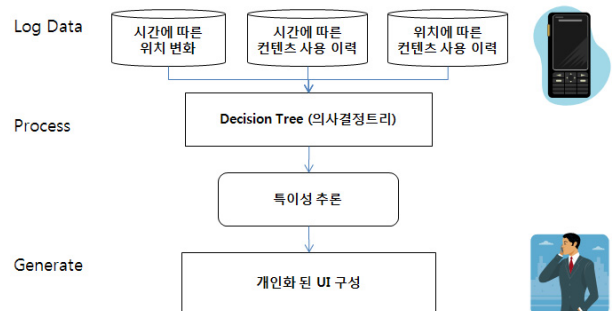 Log Data
시간에 따른
위치 변화
시간에 따른
컨텐츠 사용 이력
위치에 따른
컨텐츠 사용 이력
Process
Decision Tree (의사결정트리)
특이성 추론
Generate
개인화 된 UI 구성